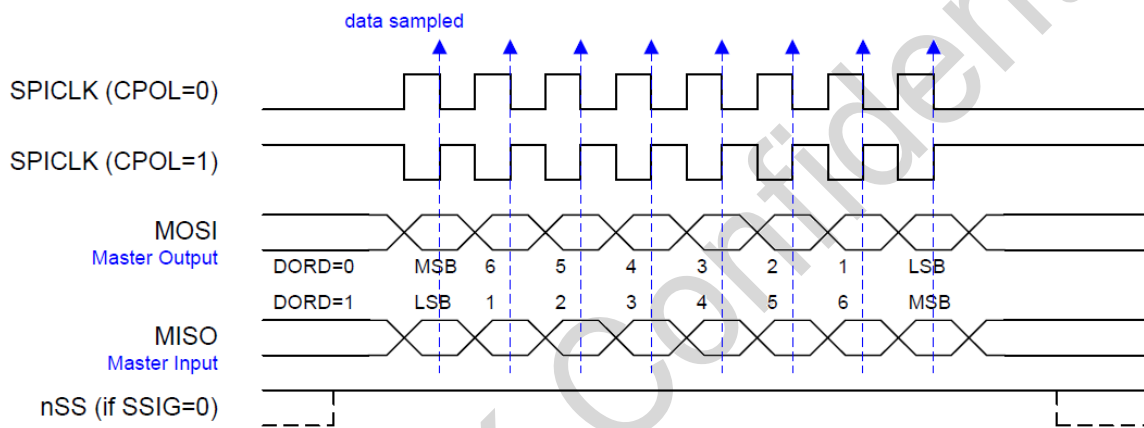 data sampled
SPICLK (CPOL=0)
SPICLK (CPOL=1)
MOSI
Master Output
DORD=0 MSB 6 5 4 3 2 1 LSB
DORD=1 LSB 1 2 3 4 5 6 MSB
MISO
Master Input
nSS (if SSIG=0)